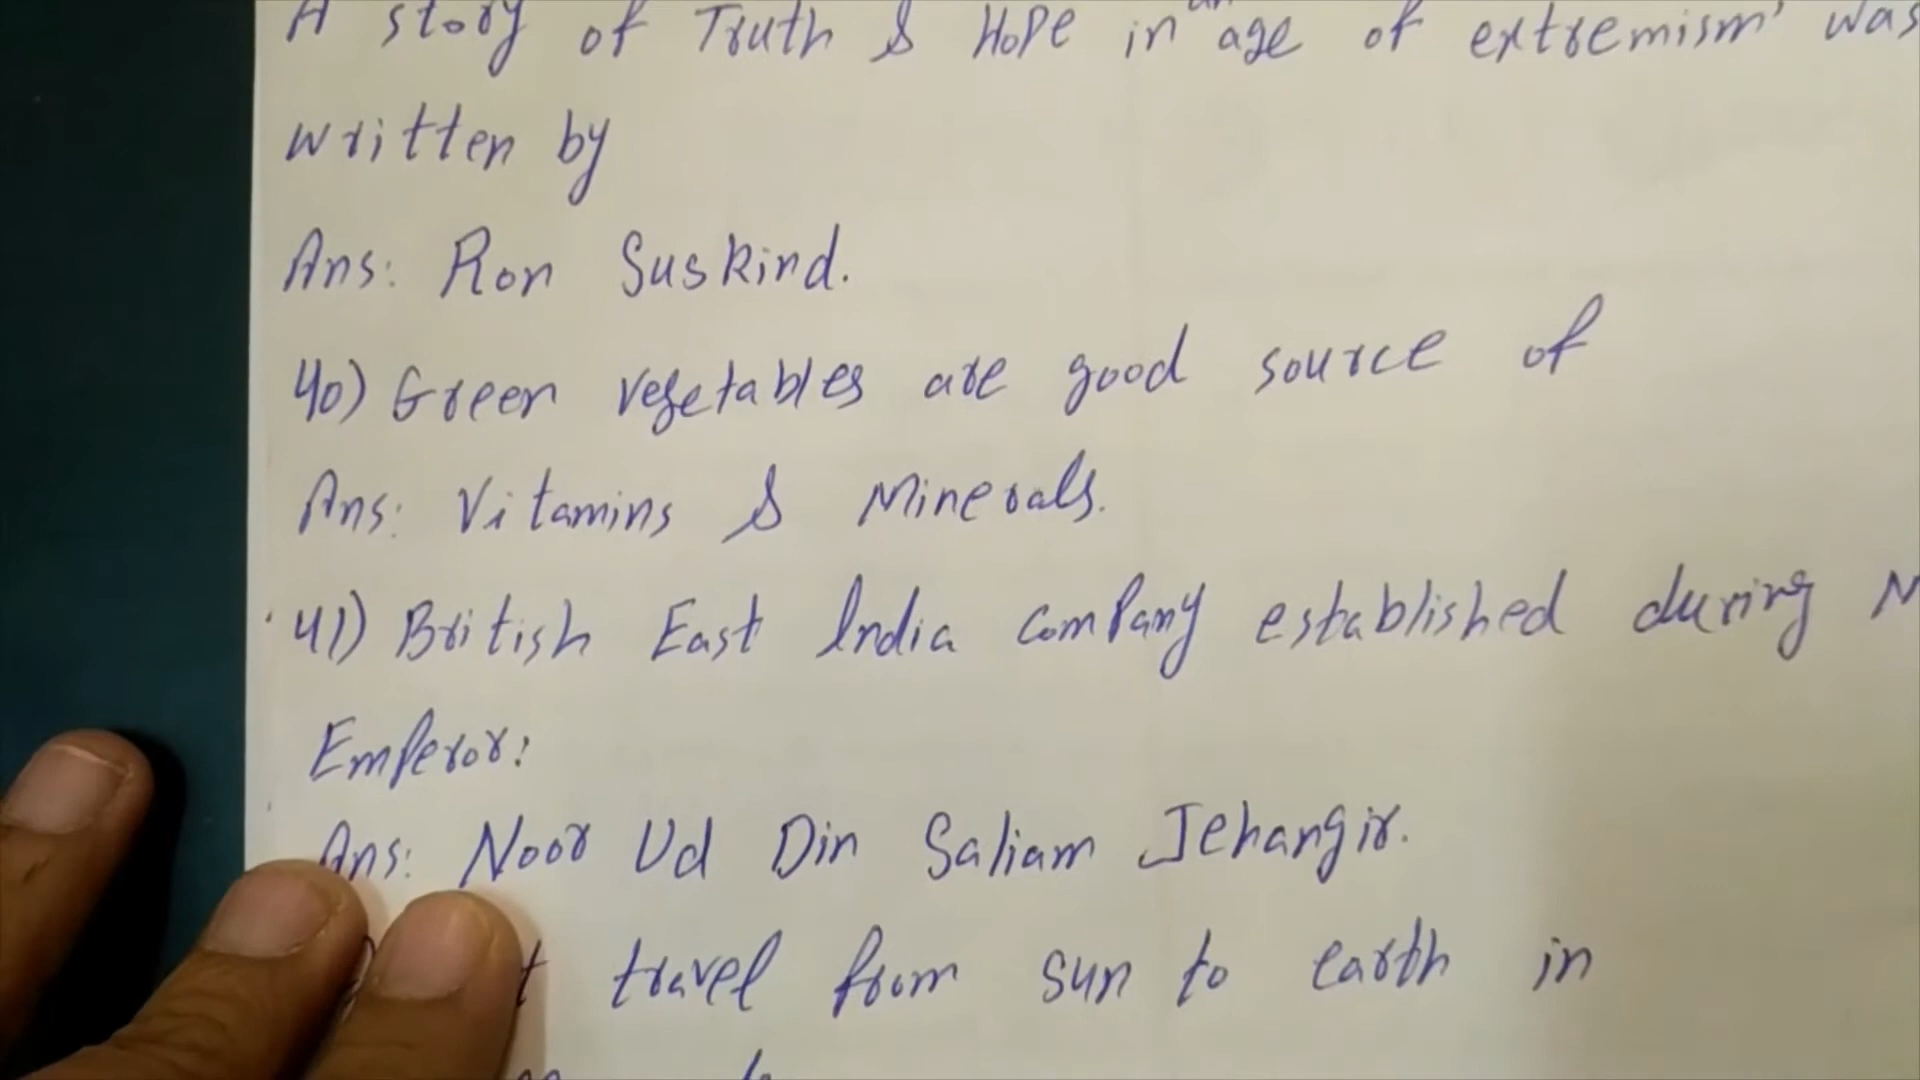 A story of Truth & Hope in an age of extremism' was
written by
Ans: Ron Suskind.
40) Green vegetables are good source of
Ans: Vitamins & Minerals.
41) British East India Company established during
Emperor:
Ans: Noor Ud Din Saliam Jehangir.
travel from sun to earth in